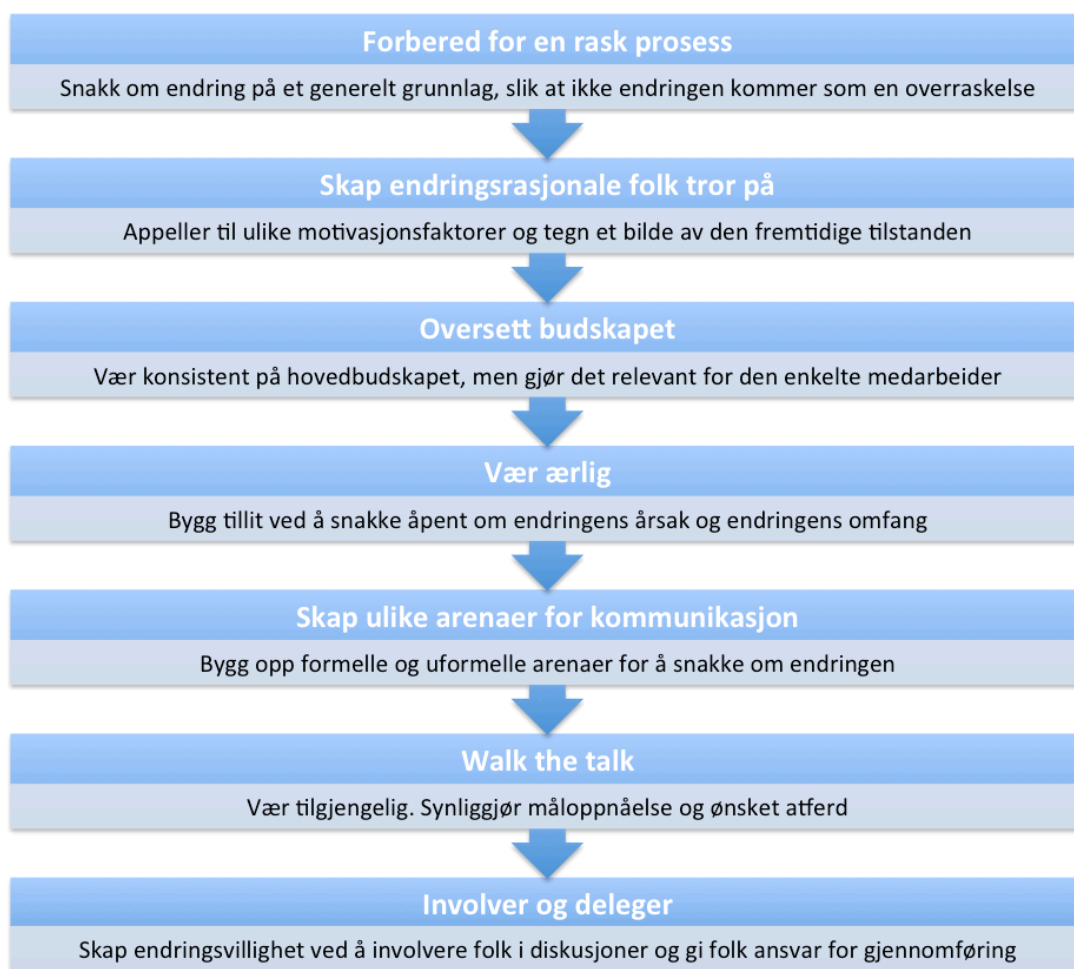 Forbered for en rask prosess
Snakk om endring på et generelt grunnlag, slik at ikke endringen kommer som en overraskelse
Skap endringsrasjonale folk tror på
Appeller til ulike motivasjonsfaktorer og tegn et bilde av den fremtidige tilstanden
Oversett budskapet
Vær konsistent på hovedbudskapet, men gjør det relevant for den enkelte medarbeider
Vær ærlig
Bygg tillit ved å snakke åpent om endringens årsak og endringens omfang
Skap ulike arenaer for kommunikasjon
Bygg opp formelle og uformelle arenaer for å snakke om endringen
Walk the talk
Vær tilgjengelig. Synliggjør måloppnåelse og ønsket atferd
Involver og deleger
Skap endringsvillighet ved å involvere folk i diskusjoner og gi folk ansvar for gjennomføring